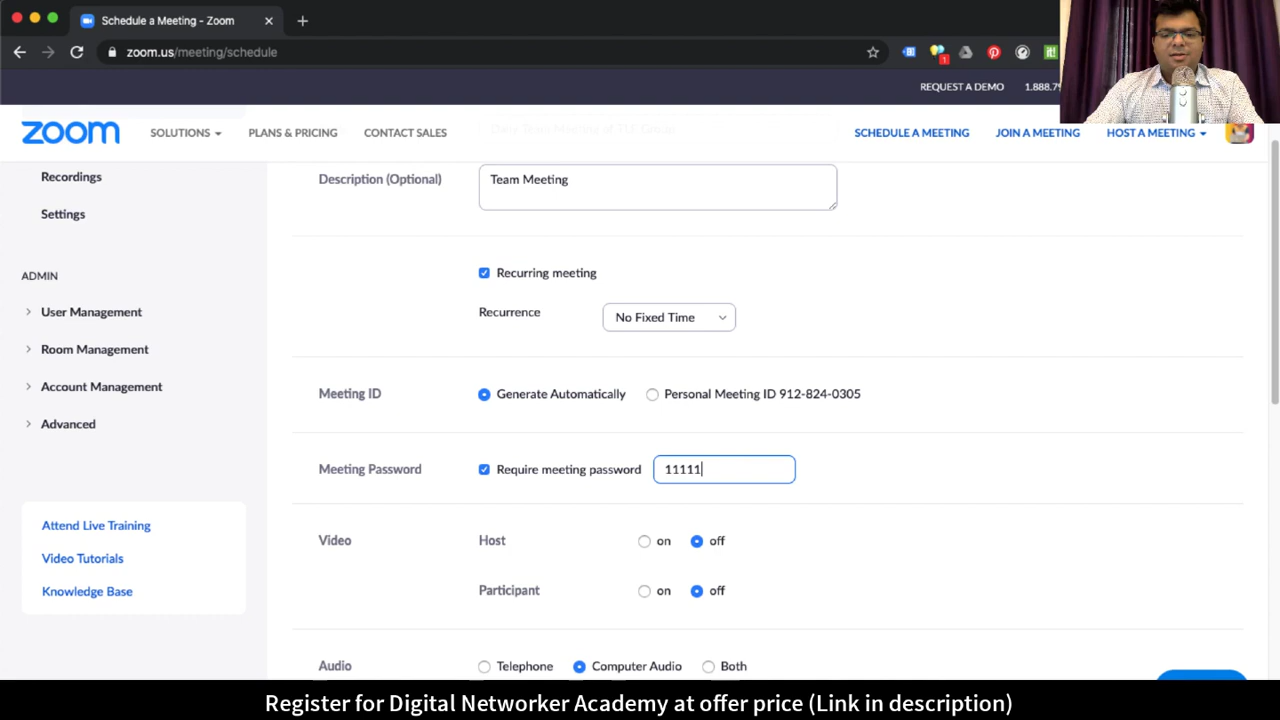 Schedule a Meeting - Zoom
zoom.us/meeting/schedule
1
it!
REQUEST A DEMO 1.888.79
zoom SOLUTIONS PLANS & PRICING CONTACT SALES SCHEDULE A MEETING JOIN A MEETING HOST A MEETING
Recordings
Settings
ADMIN
User Management
Room Management
Account Management
Advanced
Attend Live Training
Video Tutorials
Knowledge Base
Description (Optional) Team Meeting
Recurring meeting
Recurrence No Fixed Time
Meeting ID Generate Automatically Personal Meeting ID 912-824-0305
Meeting Password Require meeting password 11111
Video Host on off
Participant on off
Audio Telephone Computer Audio Both
Register for Digital Networker Academy at offer price (Link in description)